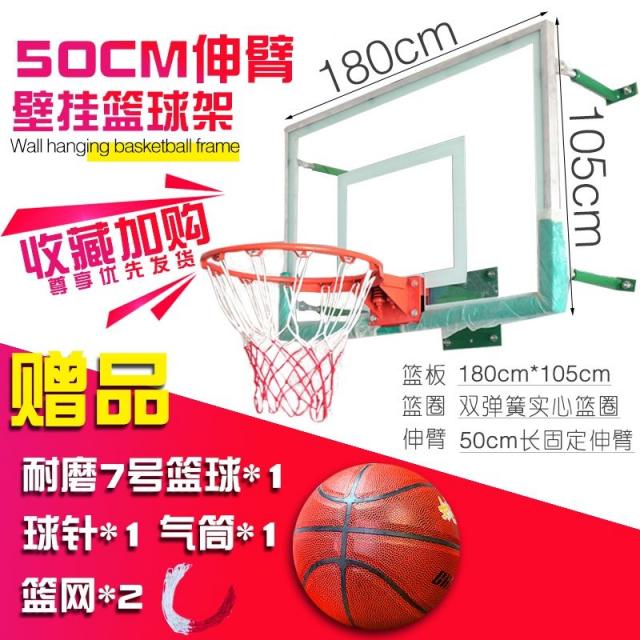 50CM伸臂
壁挂篮球架
Wall hanging basketball frame
180cm
105cm
收藏加购
尊享优先发货
篮板 180cm*105cm
篮圈 双弹簧实心篮圈
伸臂 50cm长固定伸臂
赠品
耐磨7号篮球*1
球针*1 气筒*1
篮网*2